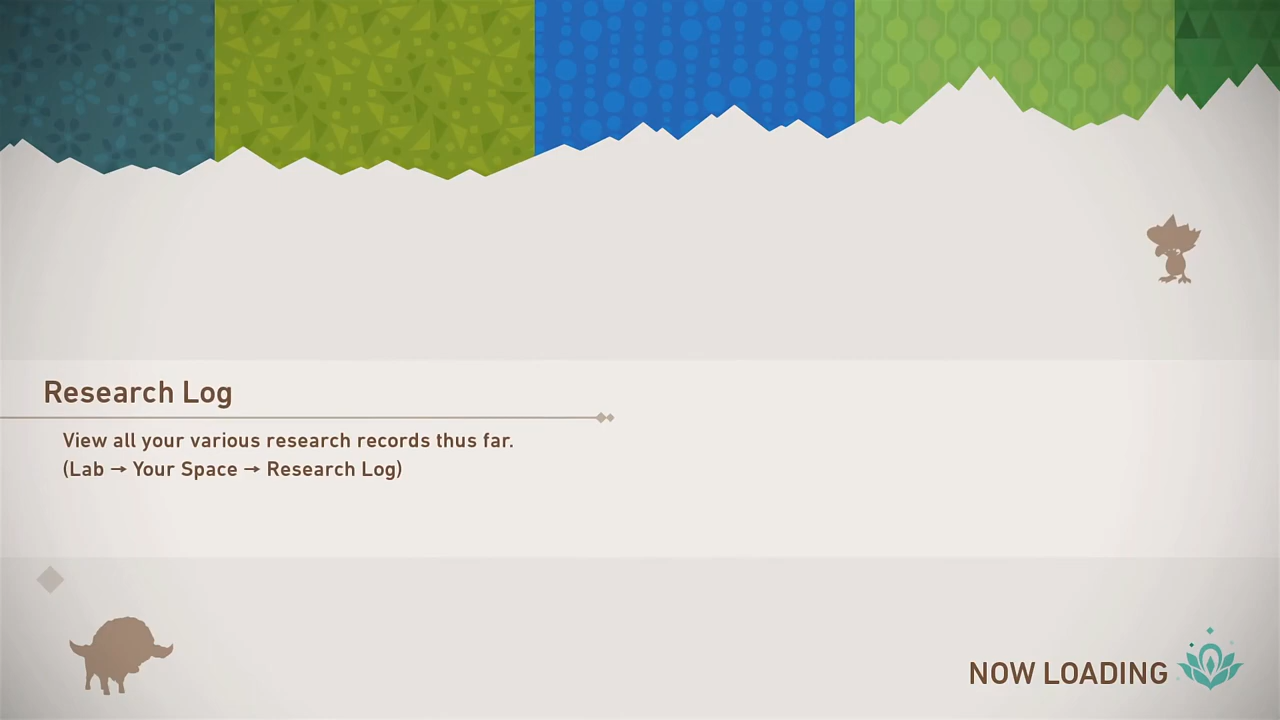 Research Log
View all your various research records thus far.
(Lab → Your Space → Research Log)
NOW LOADING